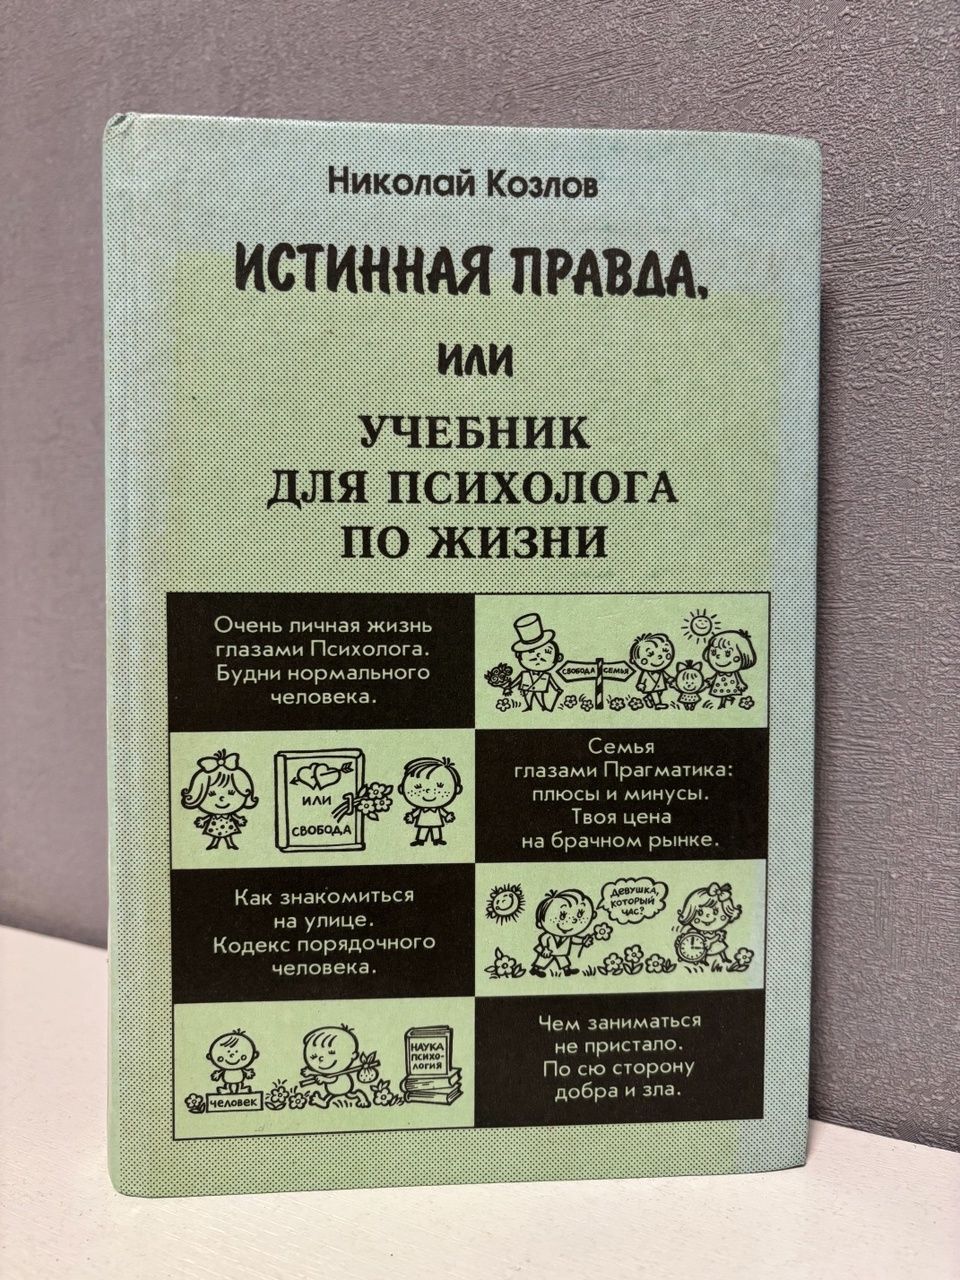 Николай Козлов
ИСТИННАЯ ПРАВДА,
ИЛИ
УЧЕБНИК
ДЛЯ ПСИХОЛОГА
ПО ЖИЗНИ
Очень личная жизнь
глазами Психолога.
Будни нормального
человека.
СВОБОДА
СЕМЬЯ
ИЛИ
СВОБОДА
Семья
глазами Прагматика:
плюсы и минусы.
Твоя цена
на брачном рынке.
Как знакомиться
на улице.
Кодекс порядочного
человека.
ДЕВУШКА,
КОТОРЫЙ
ЧАС?
ЧЕЛОВЕК
НАУКА
ПСИХО-
ЛОГИЯ
Чем заниматься
не пристало.
По сю сторону
добра и зла.